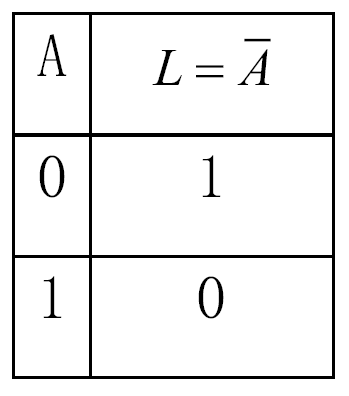 A L = A̅
0 1
1 0